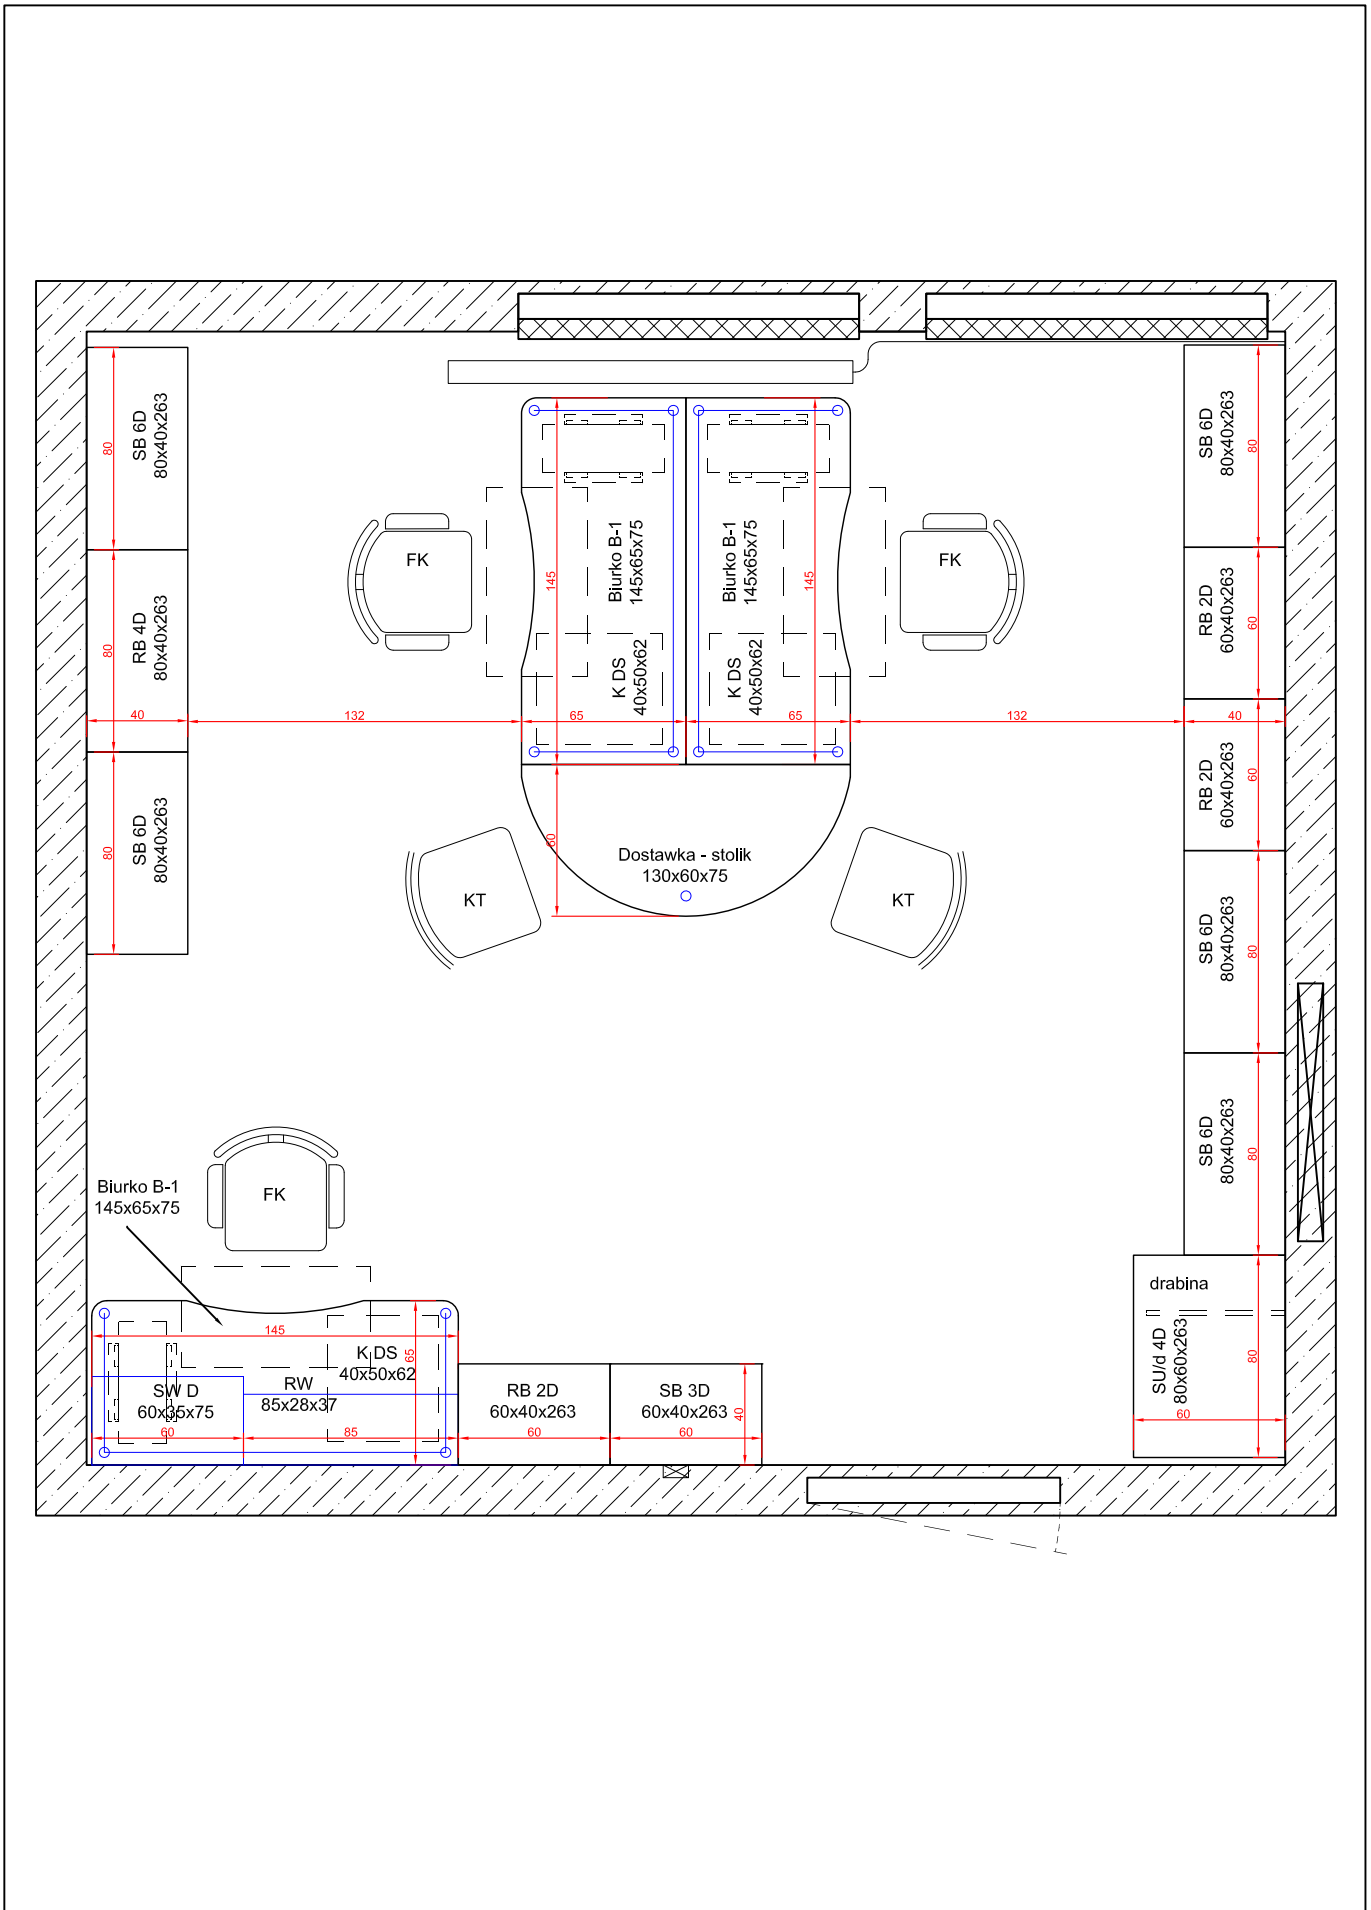 SB 6D
80x40x263
80
RB 4D
80x40x263
80
SB 6D
80x40x263
80
40
132
65
65
132
40
FK
Biurko B-1
145x65x75
145
K DS
40x50x62
Biurko B-1
145x65x75
145
K DS
40x50x62
FK
60
Dostawka - stolik
130x60x75
KT
KT
SB 6D
80x40x263
80
RB 2D
60x40x263
60
RB 2D
60x40x263
60
SB 6D
80x40x263
80
SB 6D
80x40x263
80
drabina
SU/d 4D
80x60x263
80
60
FK
Biurko B-1
145x65x75
145
65
K DS
40x50x62
SW D
60x35x75
60
RW
85x28x37
85
RB 2D
60x40x263
60
SB 3D
60x40x263
60
40